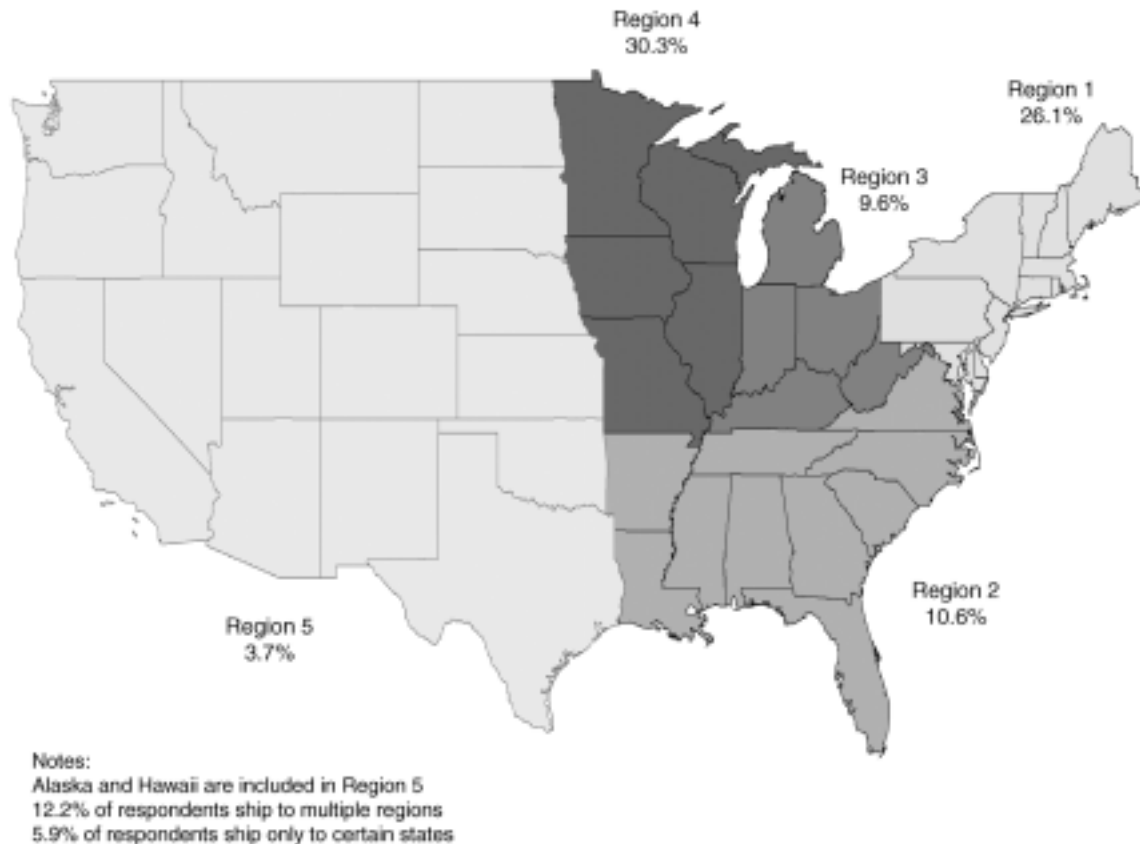 Region 4
30.3%
Region 1
26.1%
Region 3
9.6%
Region 2
10.6%
Region 5
3.7%
Notes:
Alaska and Hawaii are included in Region 5
12.2% of respondents ship to multiple regions
5.9% of respondents ship only to certain states